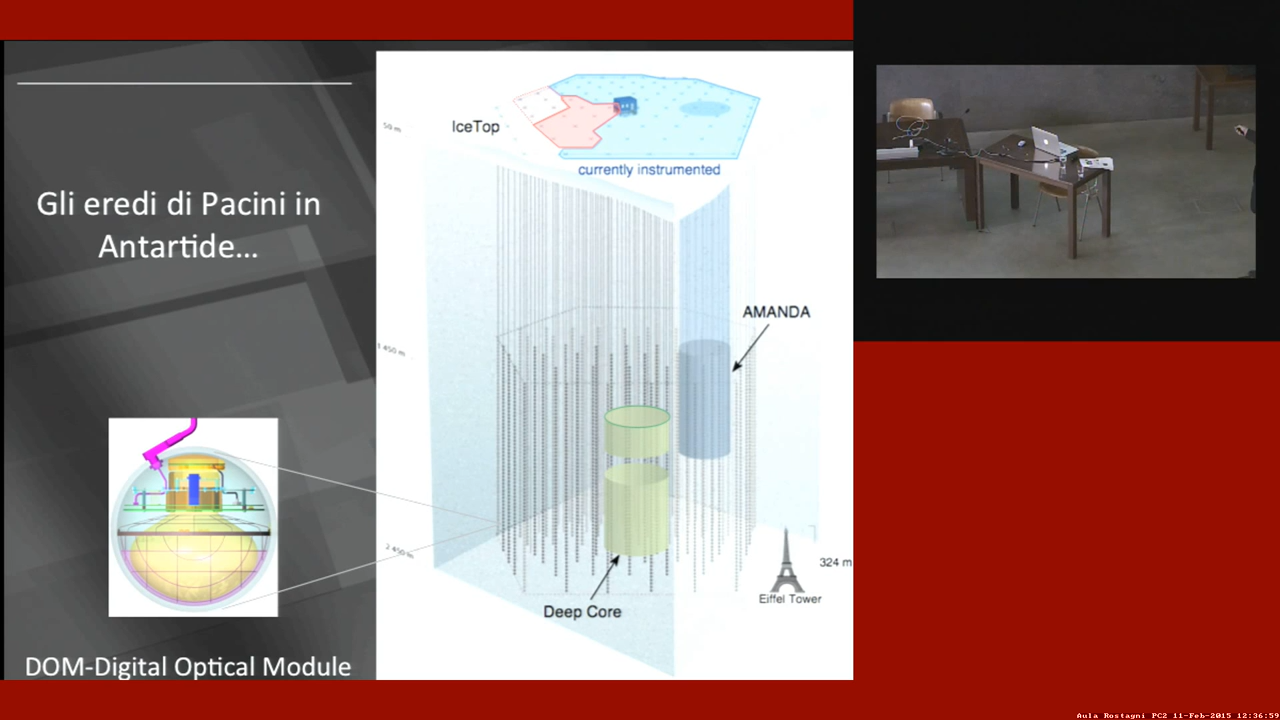 Gli eredi di Pacini in
Antartide...
DOM-Digital Optical Module
50 m
IceTop
currently instrumented
AMANDA
1 450 m
2 450 m
Deep Core
324 m
Eiffel Tower
Aula Rostagni PC2 11-Feb-2015 12:36:59